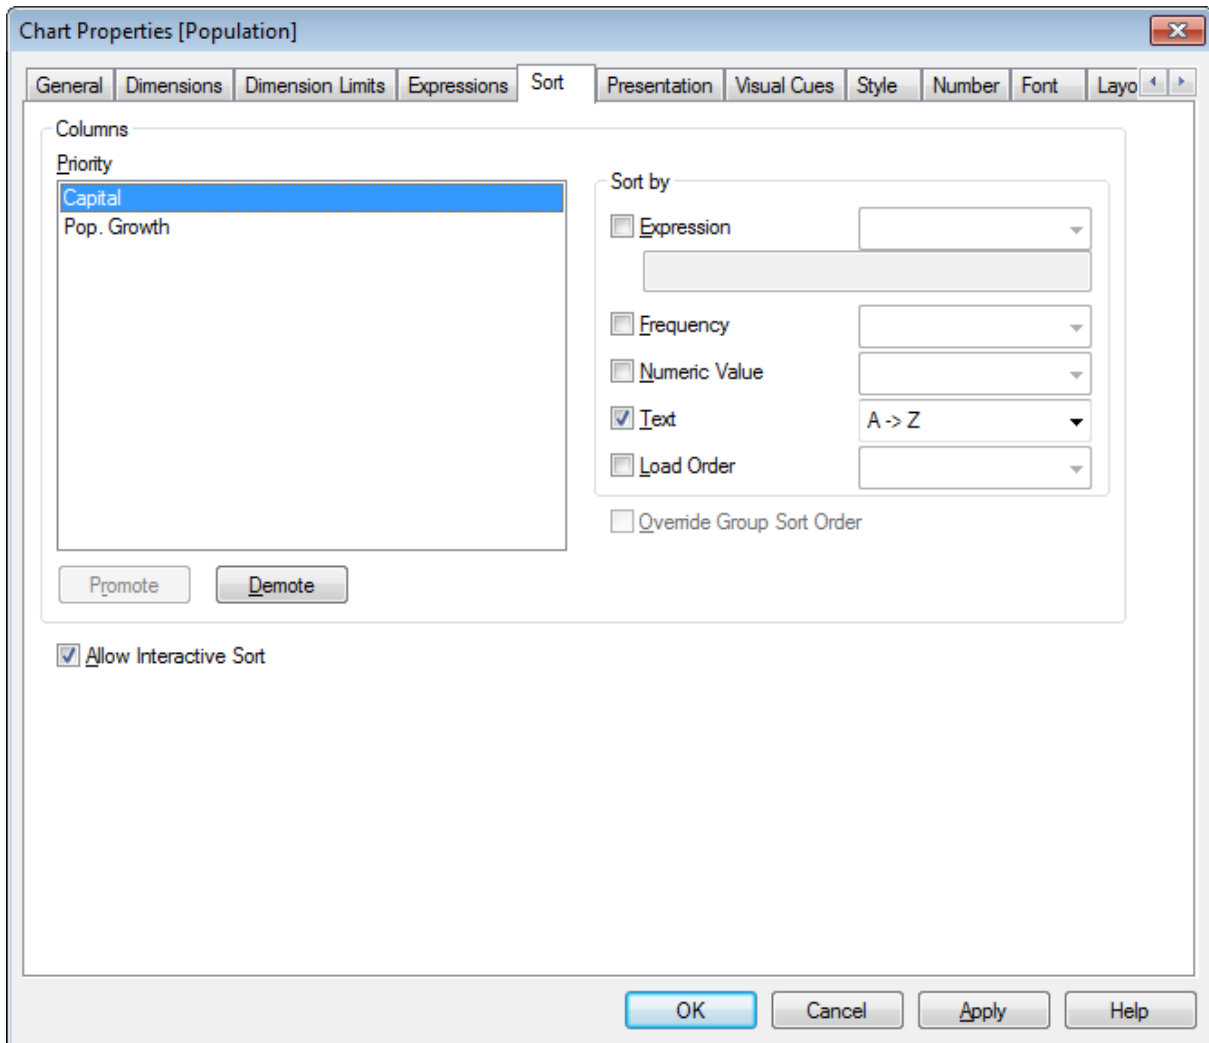 Chart Properties [Population]
General Dimensions Dimension Limits Expressions Sort Presentation Visual Cues Style Number Font Layo
Columns
Priority
Capital
Pop. Growth
Sort by
Expression
Frequency
Numeric Value
Text A -> Z
Load Order
Override Group Sort Order
Promote Demote
Allow Interactive Sort
OK Cancel Apply Help